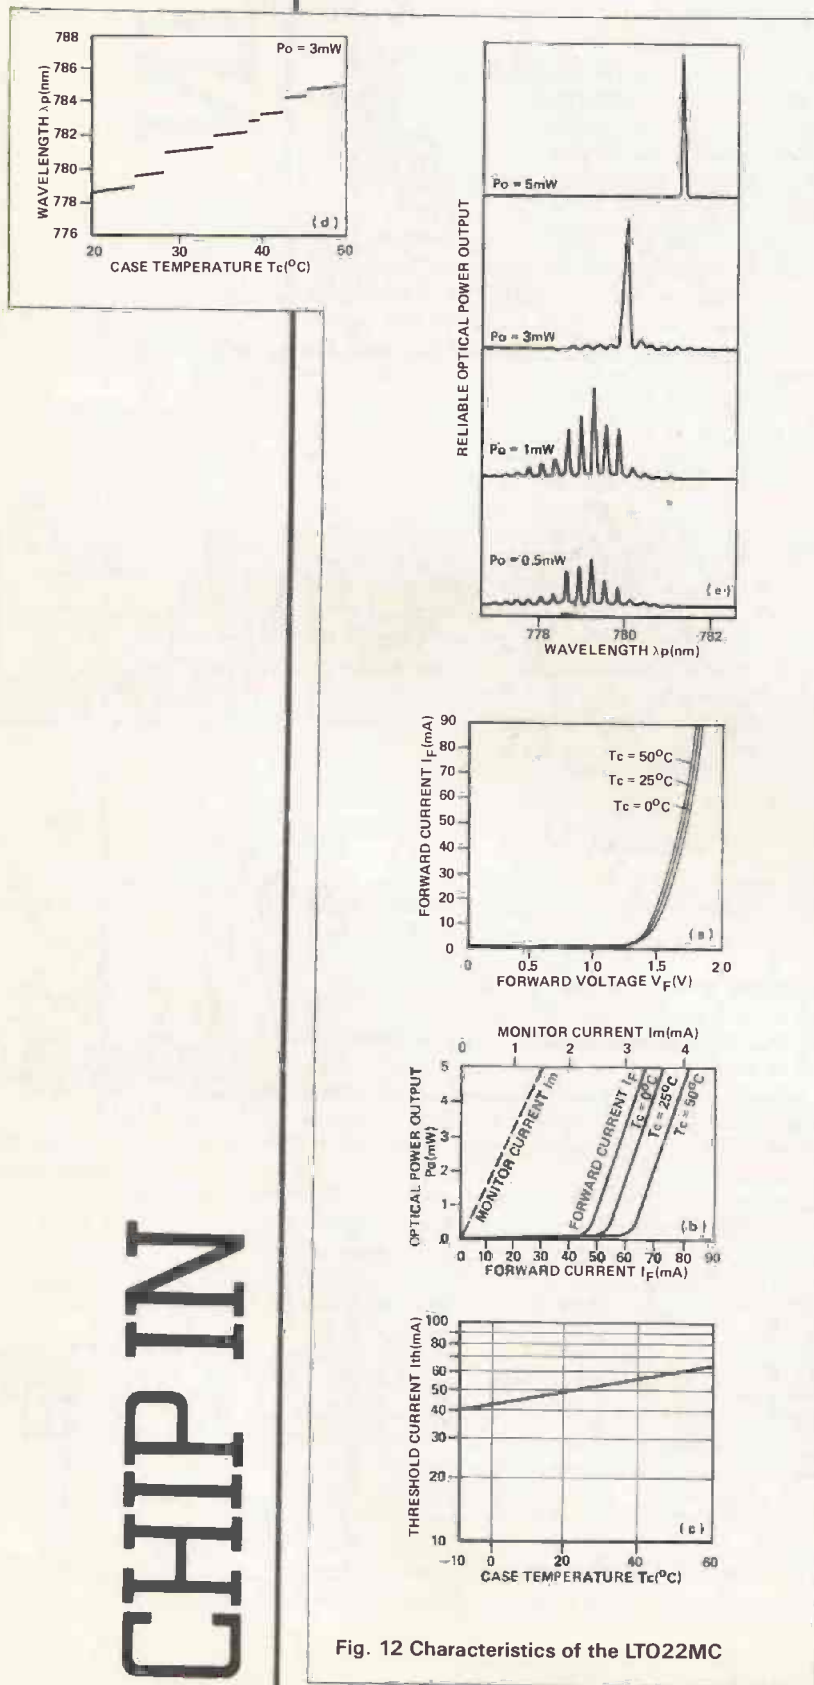 788
786
784
782
780
778
776
WAVELENGTH λp(nm)
Po = 3mW
(d)
20 30 40 50
CASE TEMPERATURE Tc(°C)
RELIABLE OPTICAL POWER OUTPUT
Po = 5mW
Po = 3mW
Po = 1mW
Po = 0.5mW
(e)
778 780 782
WAVELENGTH λp(nm)
FORWARD CURRENT IF(mA)
90
80
70
60
50
40
30
20
10
0
Tc = 50°C
Tc = 25°C
Tc = 0°C
(a)
0 0.5 1.0 1.5 2.0
FORWARD VOLTAGE VF(V)
MONITOR CURRENT Im(mA)
0 1 2 3 4
OPTICAL POWER OUTPUT
Po(mW)
5
4
3
2
1
0
MONITOR CURRENT Im
FORWARD CURRENT IF
Tc = 0°C
Tc = 25°C
Tc = 50°C
(b)
0 10 20 30 40 50 60 70 80 90
FORWARD CURRENT IF(mA)
THRESHOLD CURRENT Ith(mA)
100
80
60
50
40
30
20
10
(c)
-10 0 20 40 60
CASE TEMPERATURE Tc(°C)
Fig. 12 Characteristics of the LTO22MC
CHIP IN